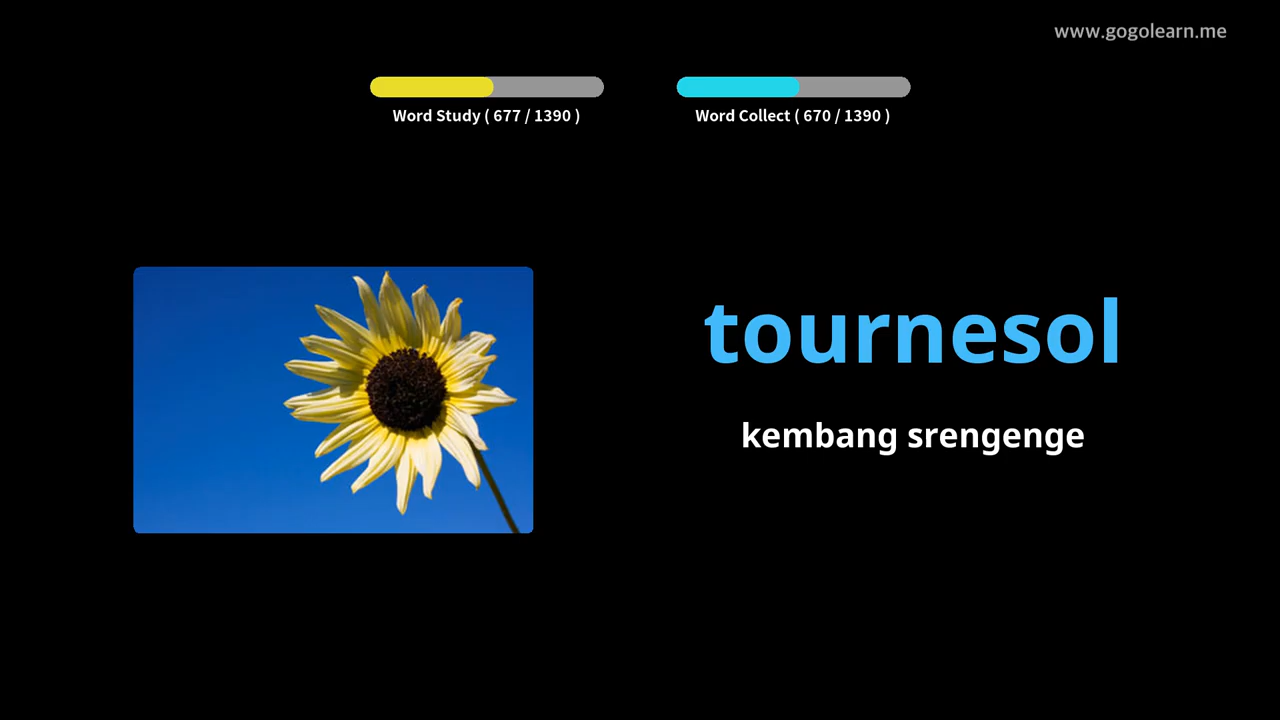 www.gogolearn.me
Word Study ( 677 / 1390 )
Word Collect ( 670 / 1390 )
tournesol
kembang srengenge